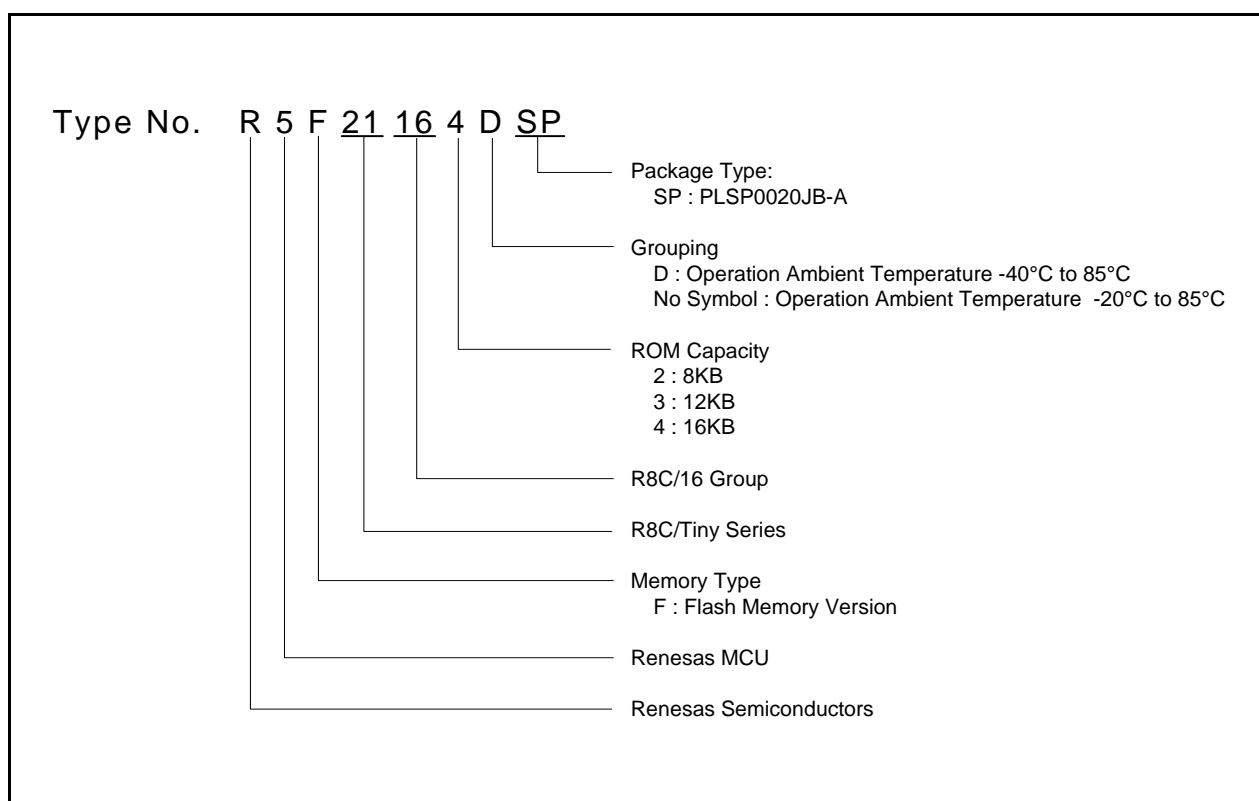 Type No. R 5 F 21 16 4 D SP
Package Type:
SP : PLSP0020JB-A
Grouping
D : Operation Ambient Temperature -40°C to 85°C
No Symbol : Operation Ambient Temperature -20°C to 85°C
ROM Capacity
2 : 8KB
3 : 12KB
4 : 16KB
R8C/16 Group
R8C/Tiny Series
Memory Type
F : Flash Memory Version
Renesas MCU
Renesas Semiconductors